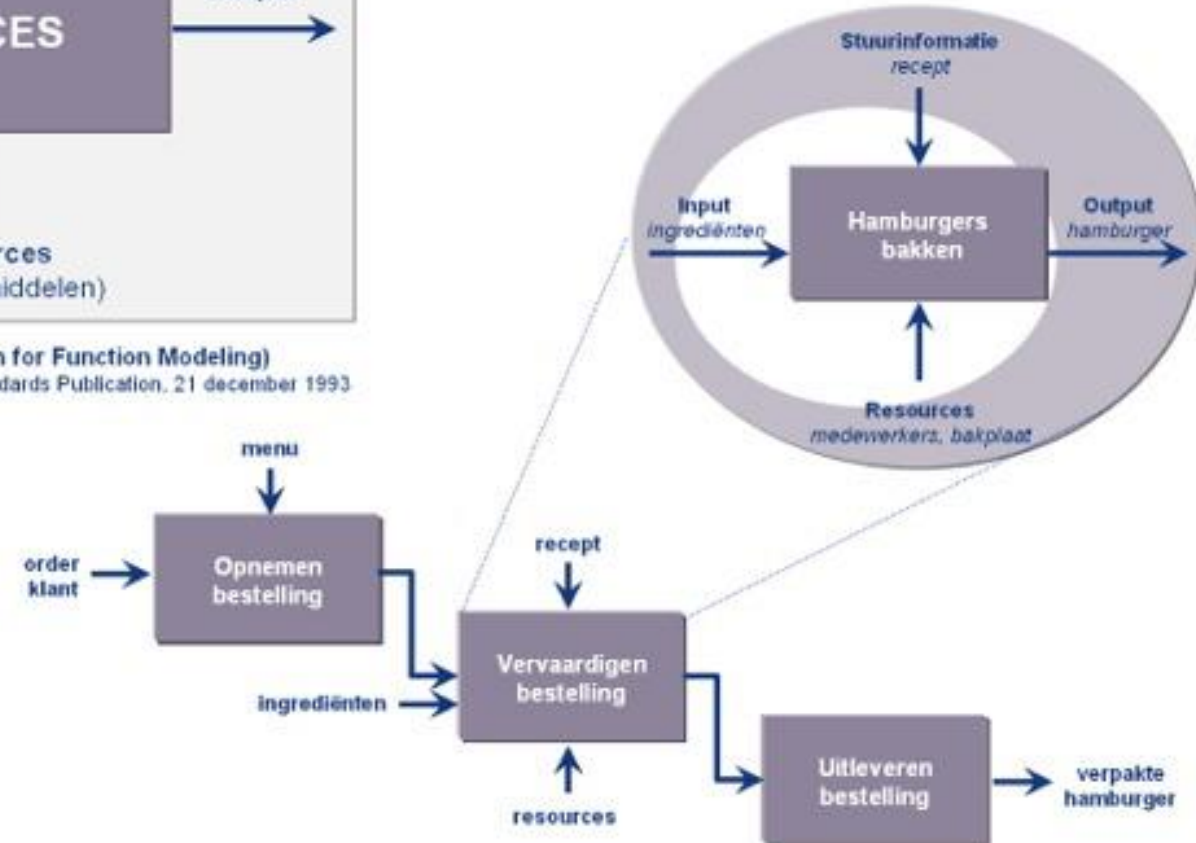 CES
rces
iddelen)
n for Function Modeling)
dards Publication, 21 december 1993
Stuurinformatie
recept
Input
ingrediënten
Hamburgers
bakken
Output
hamburger
Resources
medewerkers, bakplaat
menu
order
klant
Opnemen
bestelling
recept
Vervaardigen
bestelling
ingrediënten
resources
Uitleveren
bestelling
verpakte
hamburger